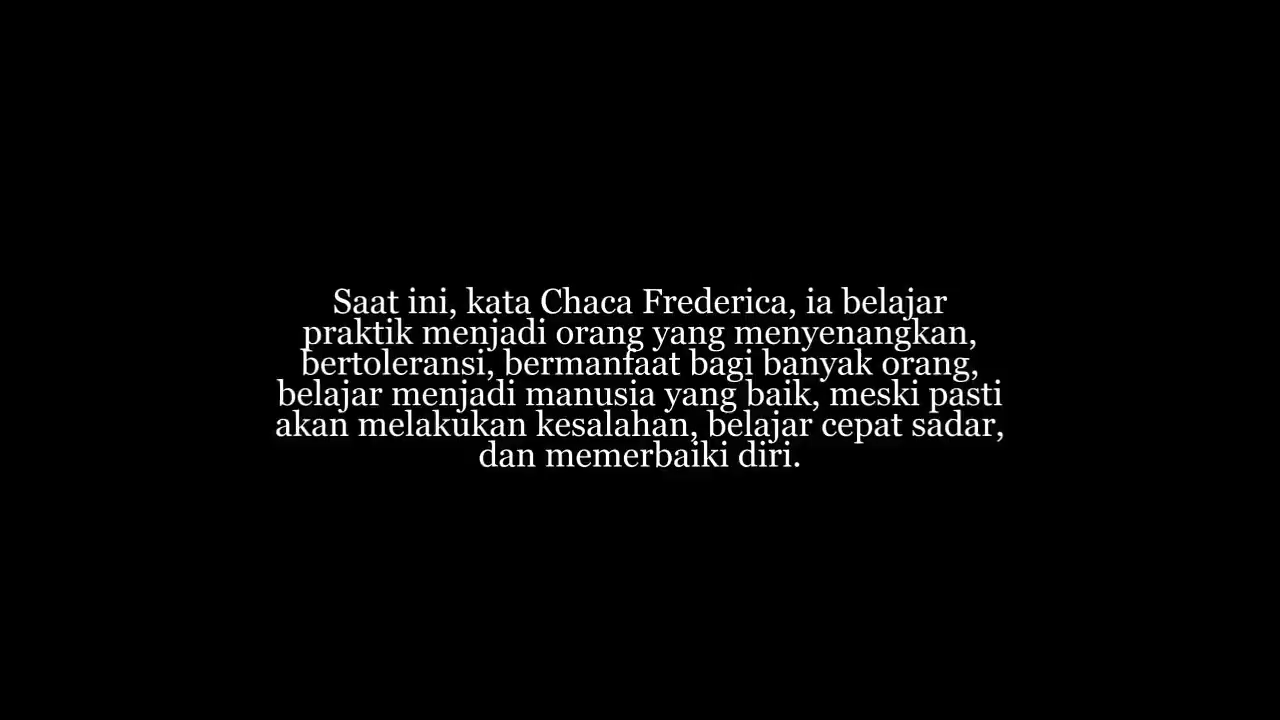 Saat ini, kata Chaca Frederica, ia belajar
praktik menjadi orang yang menyenangkan,
bertoleransi, bermanfaat bagi banyak orang,
belajar menjadi manusia yang baik, meski pasti
akan melakukan kesalahan, belajar cepat sadar,
dan memerbaiki diri.